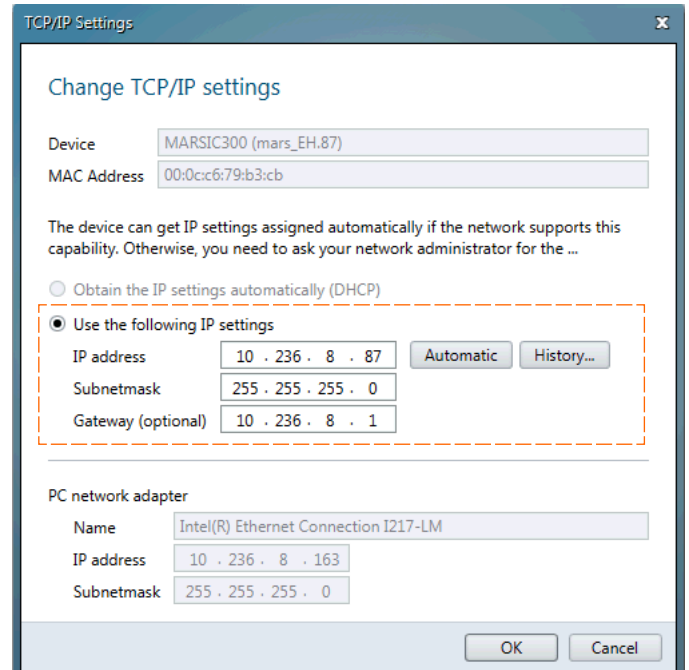 TCP/IP Settings
x
Change TCP/IP settings
Device MARSIC300 (mars_EH.87)
MAC Address 00:0c:c6:79:b3:cb
The device can get IP settings assigned automatically if the network supports this
capability. Otherwise, you need to ask your network administrator for the ...
Obtain the IP settings automatically (DHCP)
Use the following IP settings
IP address 10 . 236 . 8 . 87 Automatic History...
Subnetmask 255 . 255 . 255 . 0
Gateway (optional) 10 . 236 . 8 . 1
PC network adapter
Name Intel(R) Ethernet Connection I217-LM
IP address 10 . 236 . 8 . 163
Subnetmask 255 . 255 . 255 . 0
OK Cancel